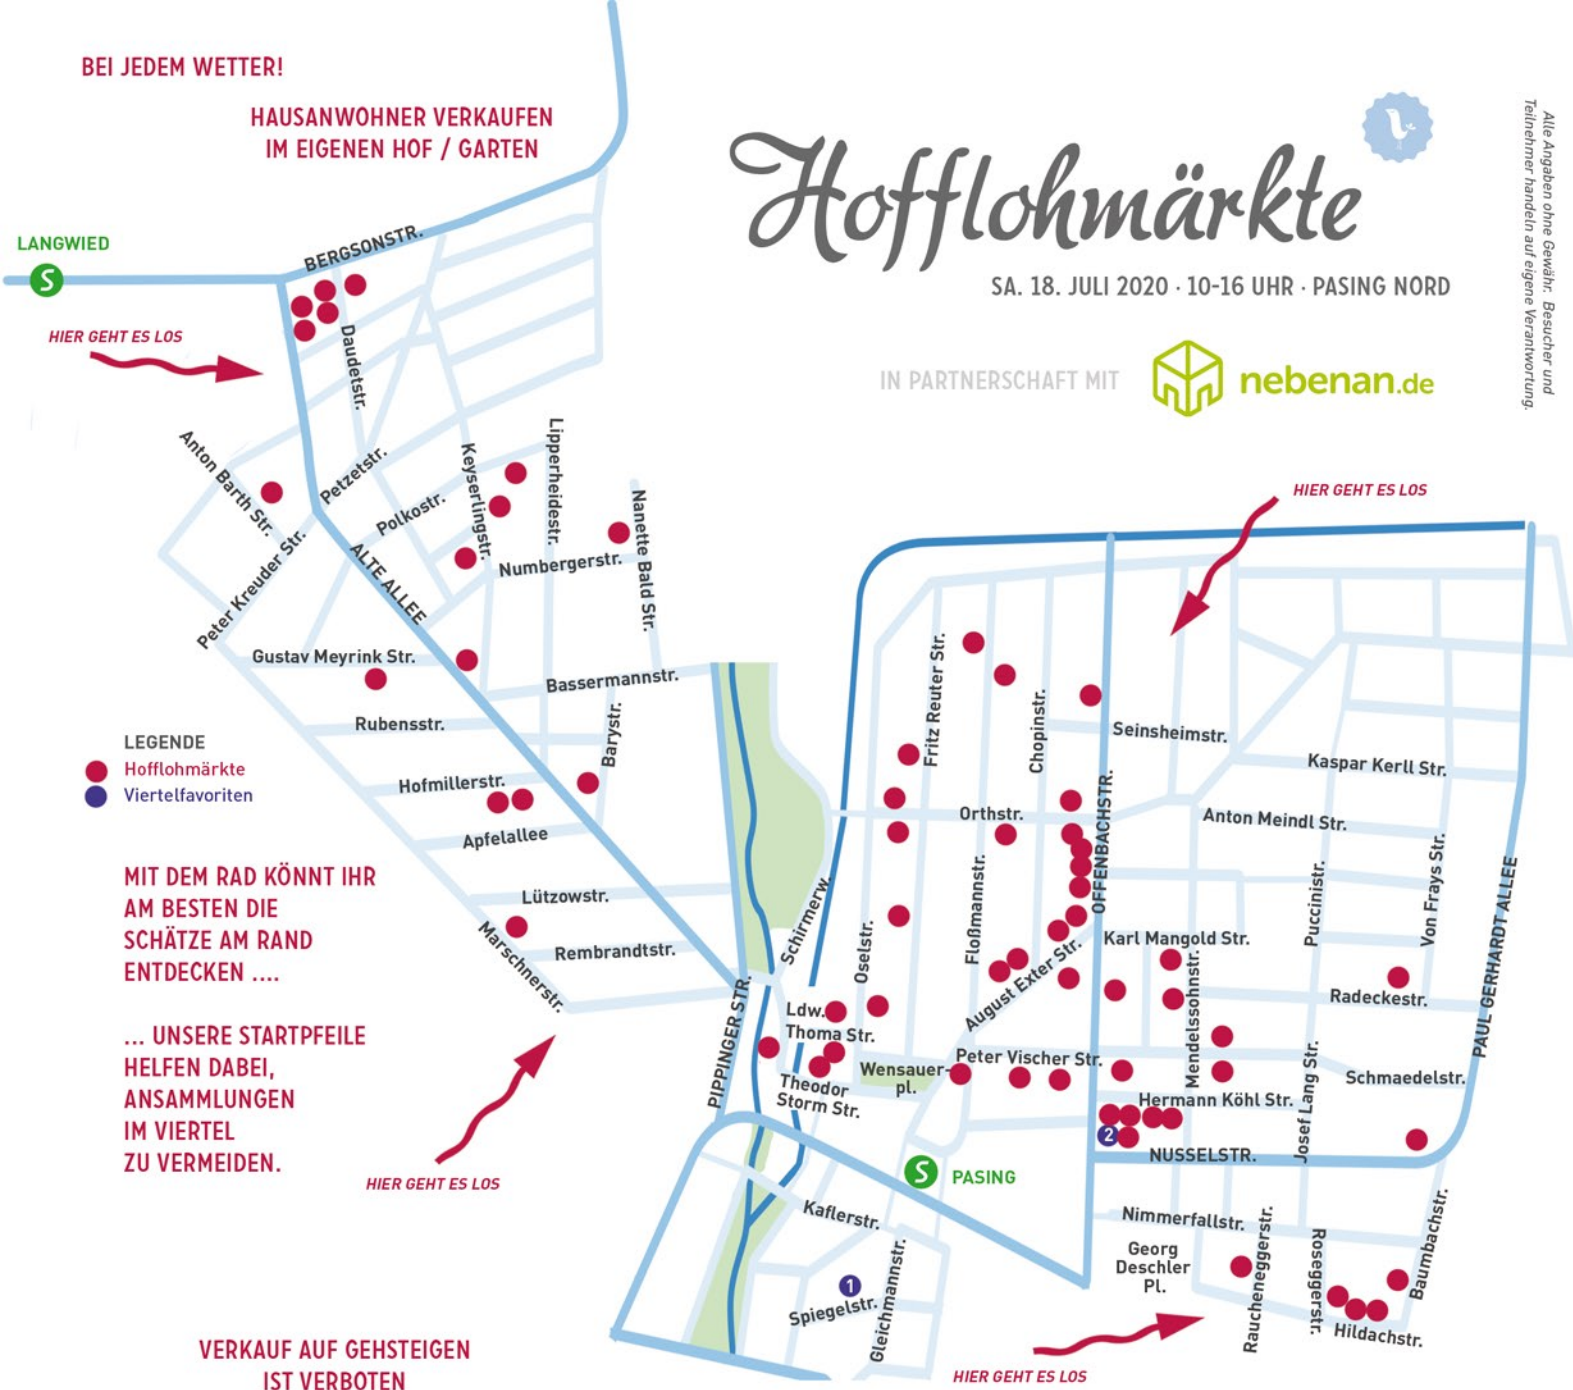 BEI JEDEM WETTER!
HAUSANWOHNER VERKAUFEN
IM EIGENEN HOF / GARTEN
Hofflohmärkte
SA. 18. JULI 2020 · 10-16 UHR · PASING NORD
IN PARTNERSCHAFT MIT
nebenan.de
Alle Angaben ohne Gewähr. Besucher und
Teilnehmer handeln auf eigene Verantwortung.
LANGWIED
S
BERGSONSTR.
HIER GEHT ES LOS
Daudetstr.
Anton Barth Str.
Petzetstr.
Polkostr.
Keyserlingstr.
Lipperheidestr.
Nanette Bald Str.
Numbergerstr.
Peter Kreuder Str.
ALTE ALLEE
Gustav Meyrink Str.
Bassermannstr.
Rubensstr.
Barystr.
Hofmillerstr.
Apfelallee
Lützowstr.
Rembrandtstr.
Marschnerstr.
LEGENDE
Hofflohmärkte
Viertelfavoriten
MIT DEM RAD KÖNNT IHR
AM BESTEN DIE
SCHÄTZE AM RAND
ENTDECKEN ....
... UNSERE STARTPFEILE
HELFEN DABEI,
ANSAMMLUNGEN
IM VIERTEL
ZU VERMEIDEN.
HIER GEHT ES LOS
VERKAUF AUF GEHSTEIGEN
IST VERBOTEN
HIER GEHT ES LOS
Fritz Reuter Str.
Chopinstr.
Seinsheimstr.
Kaspar Kerll Str.
Orthstr.
OFFENBACHSTR.
Anton Meindl Str.
Floßmannstr.
Puccinistr.
Von Frays Str.
PAUL GERHARDT ALLEE
Schirmerw.
Oselstr.
August Exter Str.
Karl Mangold Str.
Mendelssohnstr.
Radeckestr.
PIPPINGER STR.
Ldw.
Thoma Str.
Wensauer-
pl.
Peter Vischer Str.
Theodor
Storm Str.
Schmaedelstr.
Hermann Köhl Str.
Josef Lang Str.
2
NUSSELSTR.
S
PASING
Kaflerstr.
Nimmerfallstr.
Georg
Deschler
Pl.
Raucheneggerstr.
Roseggerstr.
Baumbachstr.
Hildachstr.
1
Spiegelstr.
Gleichmannstr.
HIER GEHT ES LOS